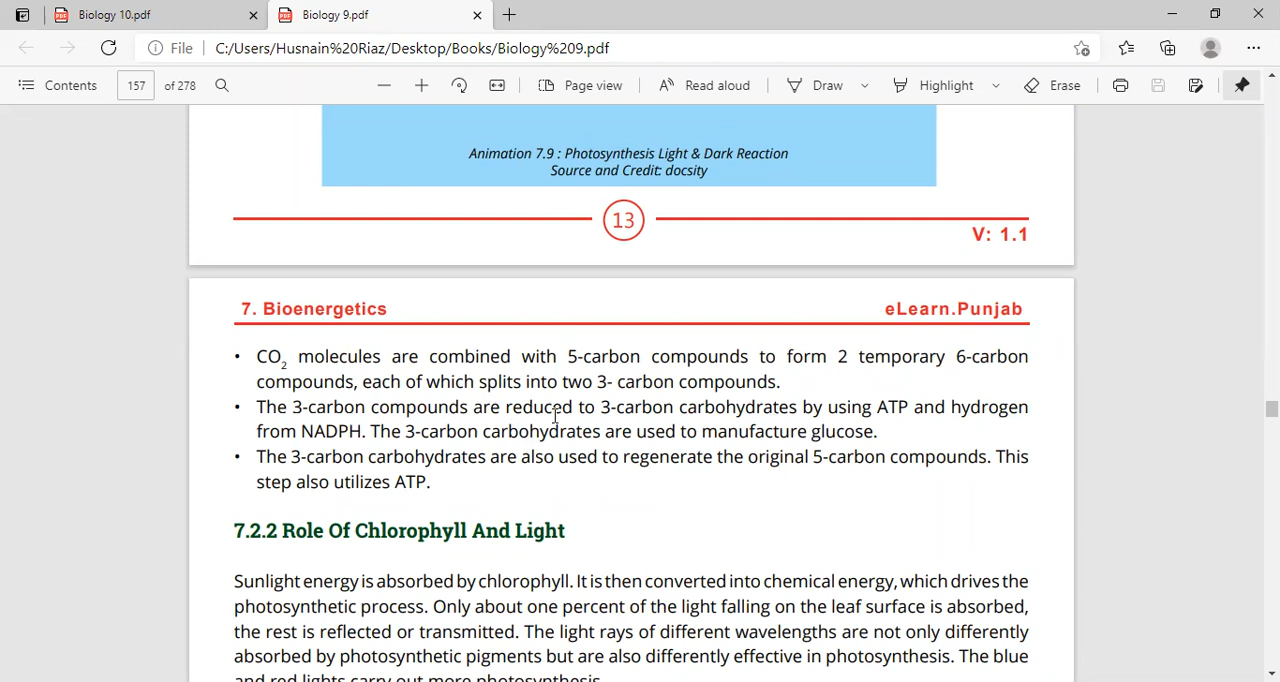 Biology 10.pdf
Biology 9.pdf
File
C:/Users/Husnain%20Riaz/Desktop/Books/Biology%209.pdf
Contents
157
of 278
Page view
Read aloud
Draw
Highlight
Erase
Animation 7.9 : Photosynthesis Light & Dark Reaction
Source and Credit: docsity
13
V: 1.1
7. Bioenergetics
eLearn.Punjab
• CO2 molecules are combined with 5-carbon compounds to form 2 temporary 6-carbon
compounds, each of which splits into two 3- carbon compounds.
• The 3-carbon compounds are reduced to 3-carbon carbohydrates by using ATP and hydrogen
from NADPH. The 3-carbon carbohydrates are used to manufacture glucose.
• The 3-carbon carbohydrates are also used to regenerate the original 5-carbon compounds. This
step also utilizes ATP.
7.2.2 Role Of Chlorophyll And Light
Sunlight energy is absorbed by chlorophyll. It is then converted into chemical energy, which drives the
photosynthetic process. Only about one percent of the light falling on the leaf surface is absorbed,
the rest is reflected or transmitted. The light rays of different wavelengths are not only differently
absorbed by photosynthetic pigments but are also differently effective in photosynthesis. The blue
and red lights carry out more photosynthesis.